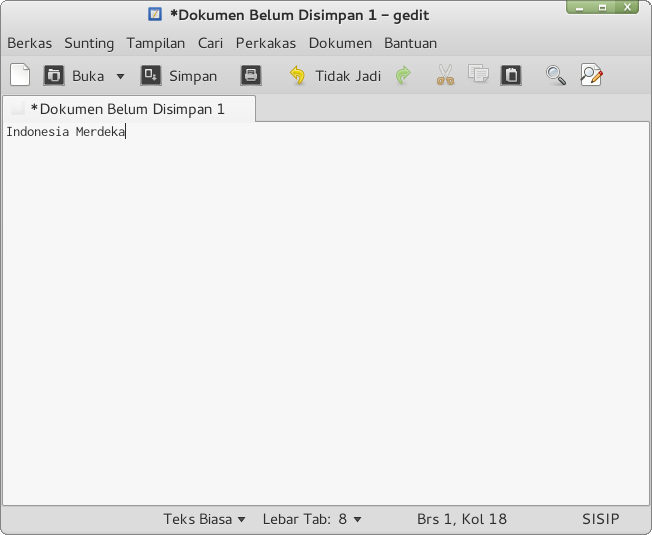 *Dokumen Belum Disimpan 1 – gedit
Berkas Sunting Tampilan Cari Perkakas Dokumen Bantuan
Buka Simpan Tidak Jadi
*Dokumen Belum Disimpan 1
Indonesia Merdeka
Teks Biasa Lebar Tab: 8 Brs 1, Kol 18 SISIP